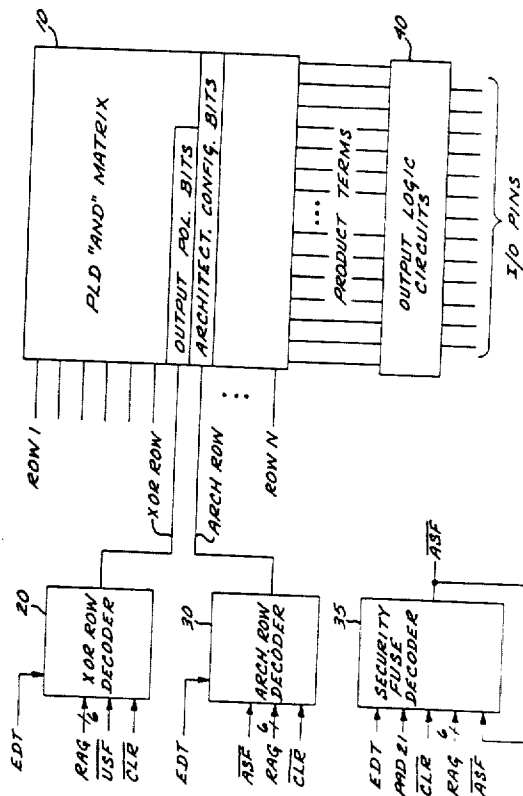 10
ROW 1
PLD "AND" MATRIX
OUTPUT POL. BITS
ARCHITECT. CONFIG. BITS
XOR ROW
ARCH ROW
ROW N
PRODUCT TERMS
40
OUTPUT LOGIC
CIRCUITS
I/O PINS
20
EDT
XOR ROW
DECODER
RAG
6
USF
CLR
30
EDT
ARCH ROW
DECODER
ASF
RAG
6
CLR
35
SECURITY
FUSE
DECODER
ASF
EDT
PAD 21
CLR
RAG
6
ASF